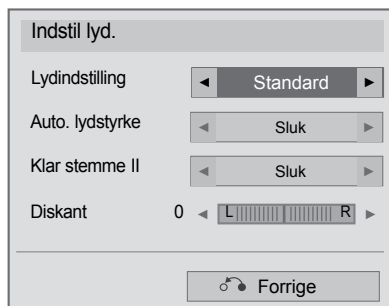 Indstil lyd.
Lydindstilling ◄ Standard ►
Auto. lydstyrke ◄ Sluk ►
Klar stemme II ◄ Sluk ►
Diskant 0 ◄ L R ►
Forrige